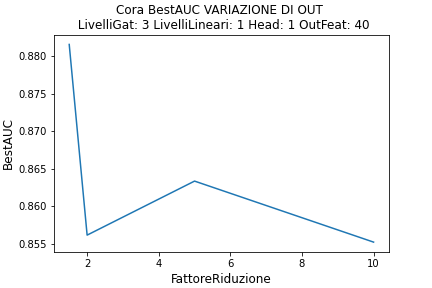 Cora BestAUC VARIAZIONE DI OUT
LivelliGat: 3 LivelliLineari: 1 Head: 1 OutFeat: 40
0.880
0.875
0.870
0.865
0.860
0.855
BestAUC
2
4
6
8
10
FattoreRiduzione